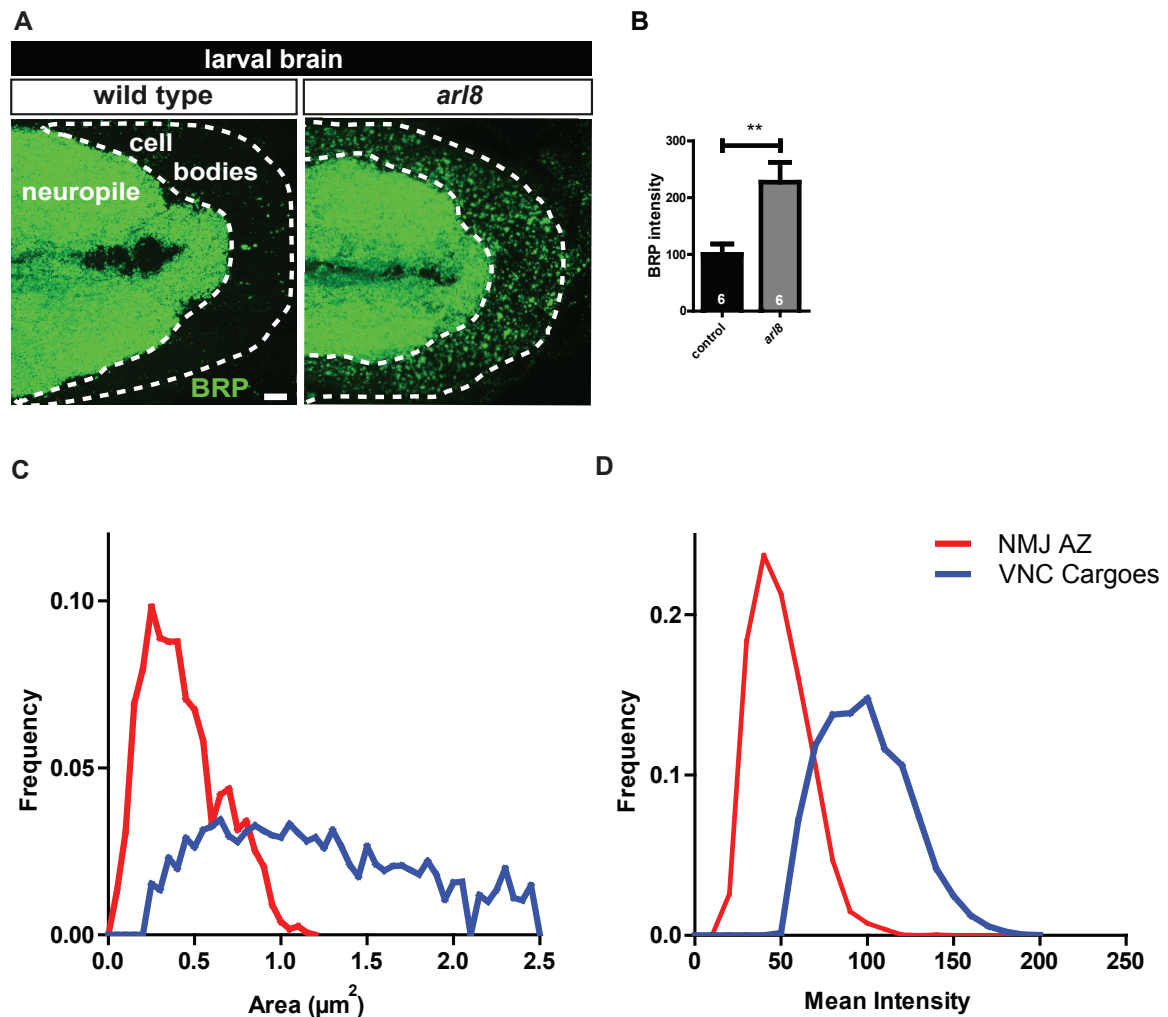 A
larval brain
wild type
arl8
cell
bodies
neuropile
BRP
B
300
200
100
0
BRP intensity
**
6
6
control
arl8
C
0.10
0.05
0.00
Frequency
0.0 0.5 1.0 1.5 2.0 2.5
Area (µm²)
D
NMJ AZ
VNC Cargoes
0.2
0.1
0.0
Frequency
0 50 100 150 200 250
Mean Intensity